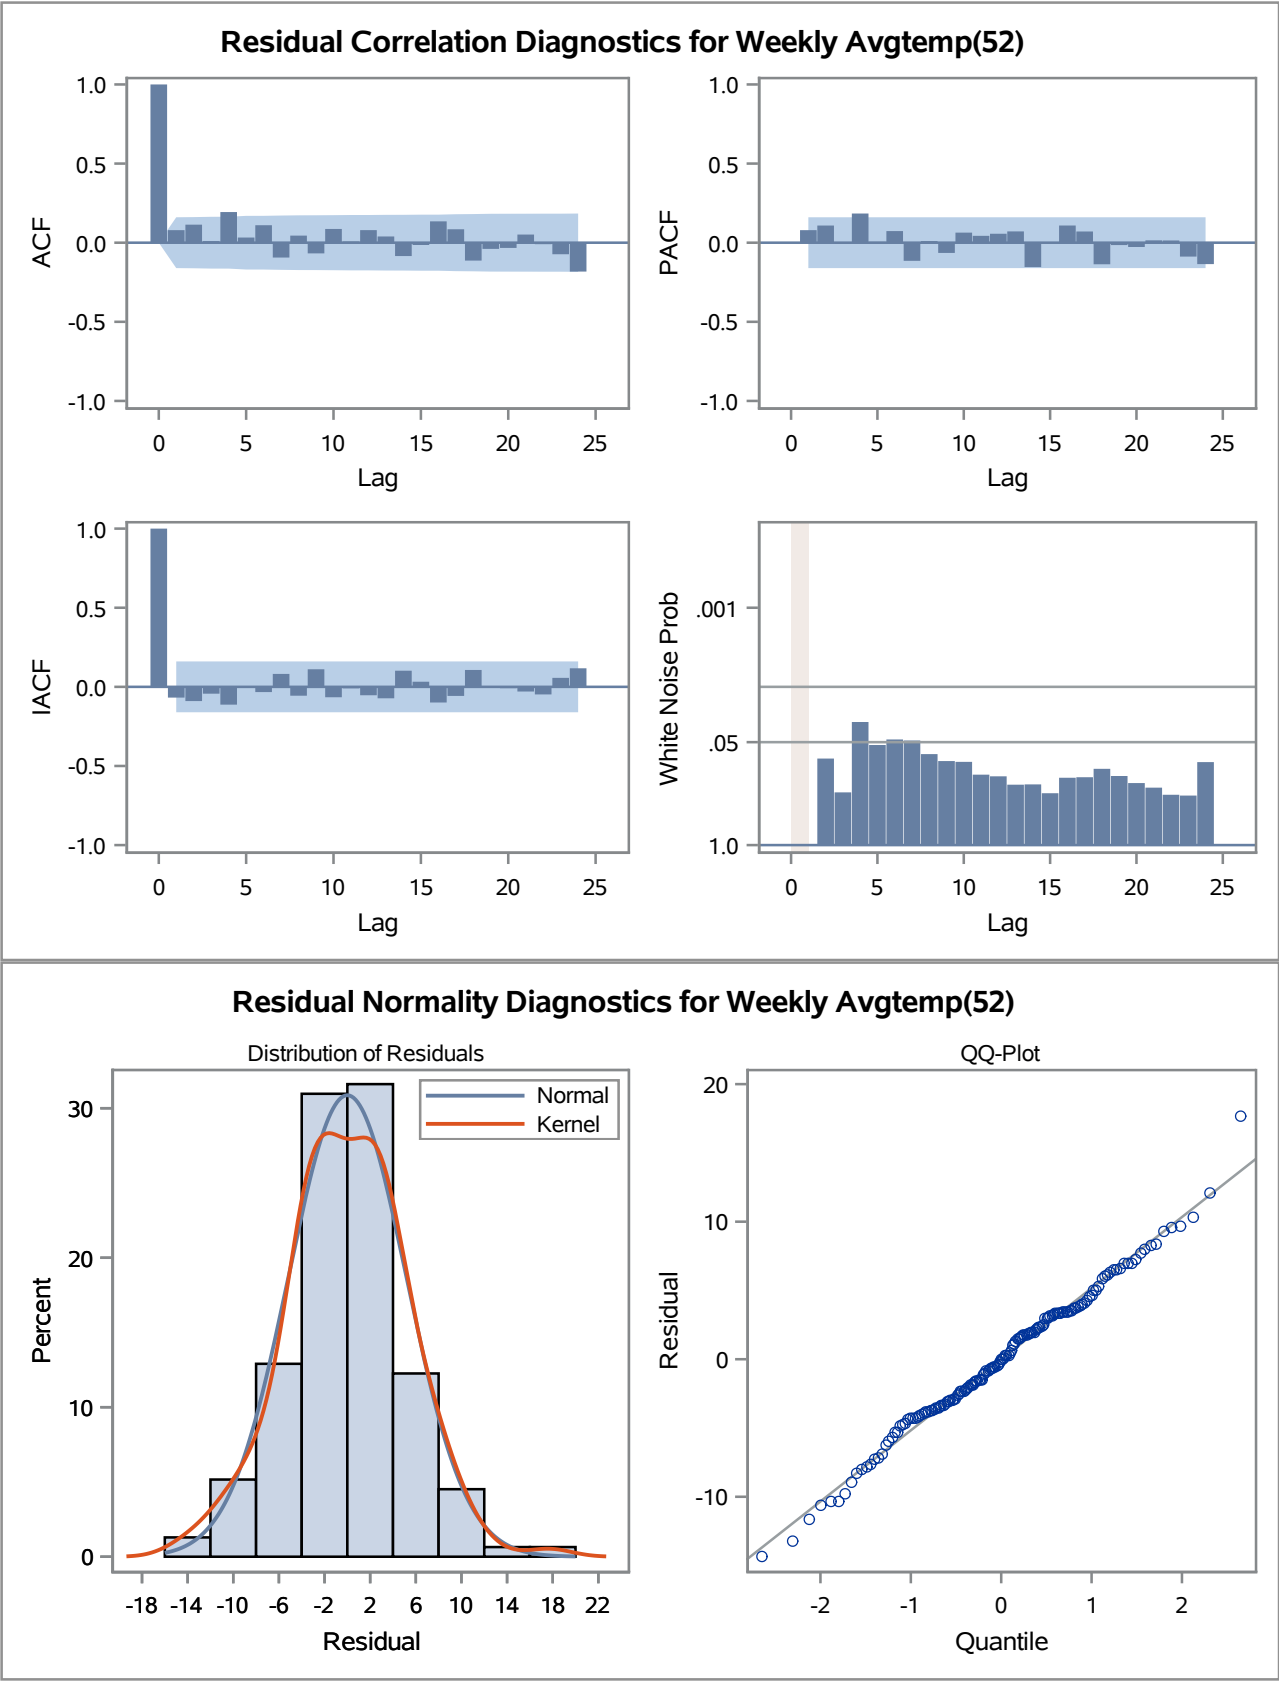 Residual Correlation Diagnostics for Weekly Avgtemp(52)
1.0
0.5
0.0
-0.5
-1.0
ACF
0 5 10 15 20 25
Lag
1.0
0.5
0.0
-0.5
-1.0
PACF
0 5 10 15 20 25
Lag
1.0
0.5
0.0
-0.5
-1.0
IACF
0 5 10 15 20 25
Lag
.001
.05
1.0
White Noise Prob
0 5 10 15 20 25
Lag
Residual Normality Diagnostics for Weekly Avgtemp(52)
Distribution of Residuals
Normal
Kernel
30
20
10
0
Percent
-18 -14 -10 -6 -2 2 6 10 14 18 22
Residual
QQ-Plot
20
10
0
-10
Residual
-2 -1 0 1 2
Quantile